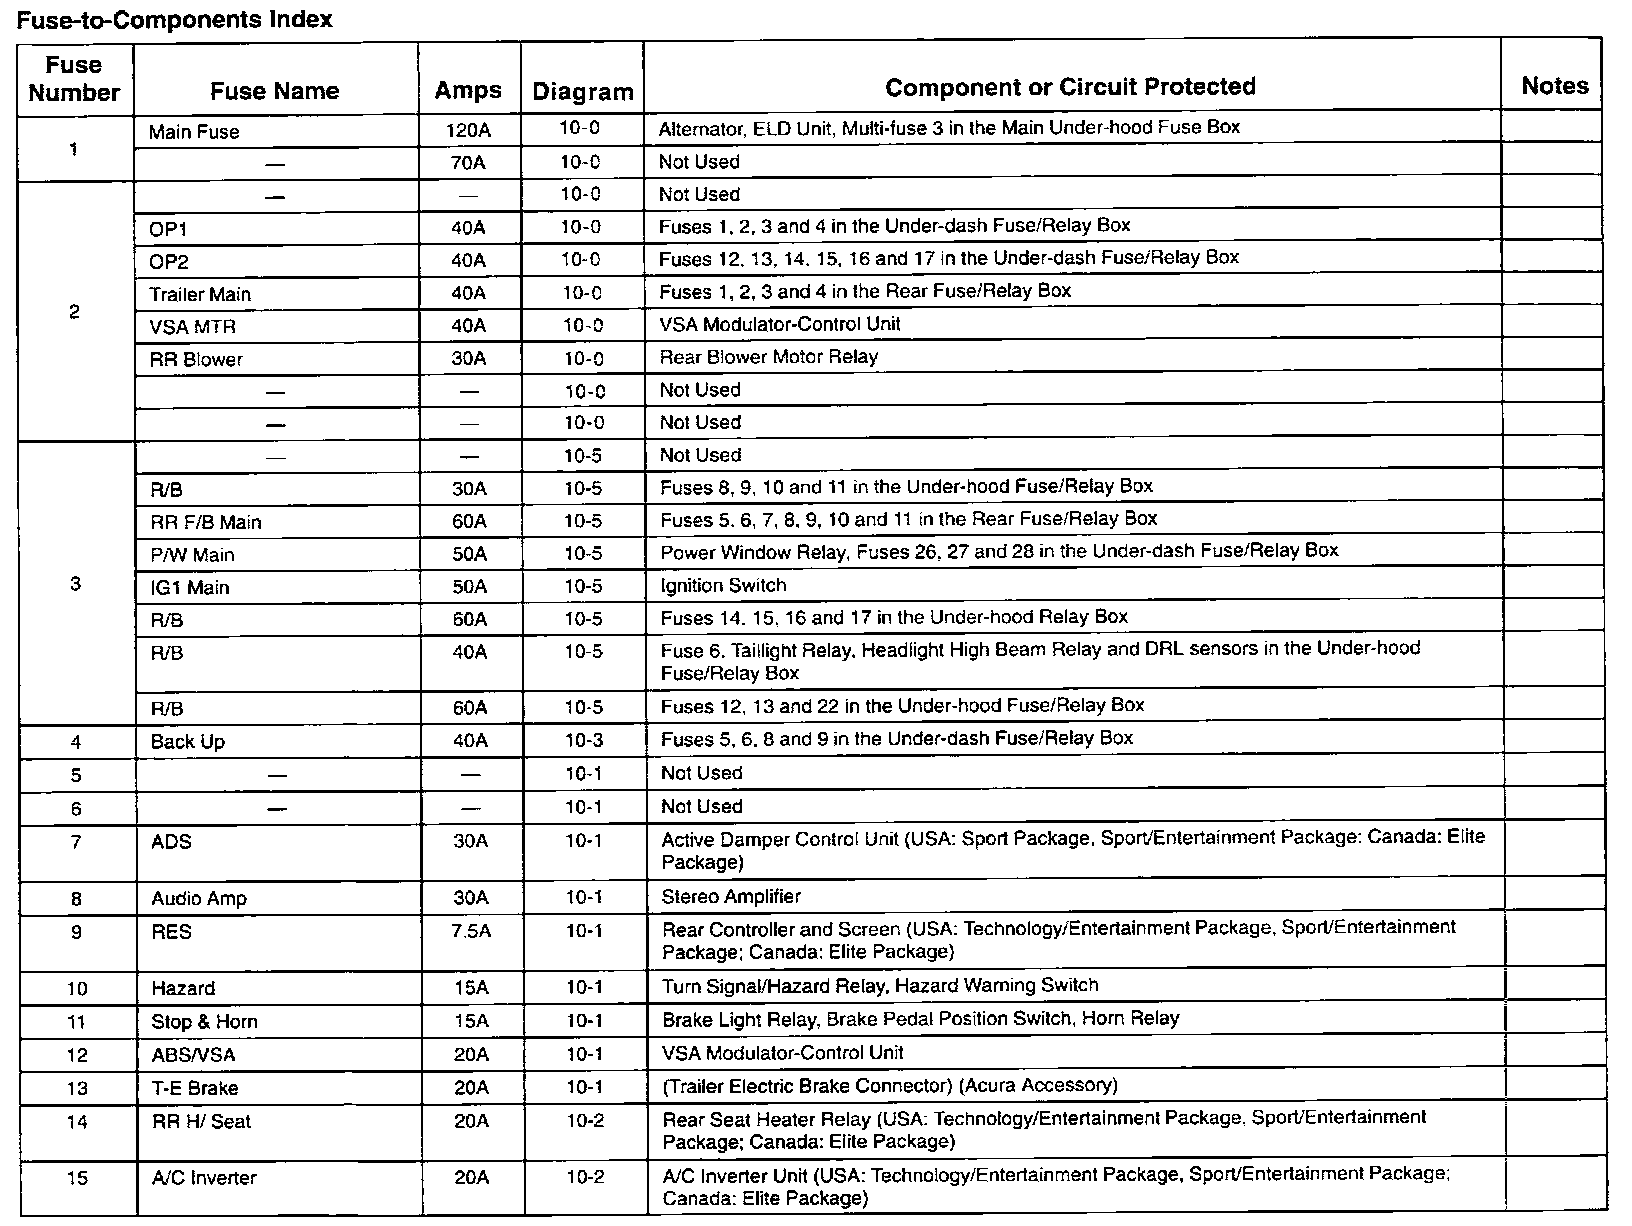 Fuse-to-Components Index
Fuse Number Fuse Name Amps Diagram Component or Circuit Protected Notes
1 Main Fuse 120A 10-0 Alternator, ELD Unit, Multi-fuse 3 in the Main Under-hood Fuse Box
— 70A 10-0 Not Used
2 — — 10-0 Not Used
OP1 40A 10-0 Fuses 1, 2, 3 and 4 in the Under-dash Fuse/Relay Box
OP2 40A 10-0 Fuses 12, 13, 14, 15, 16 and 17 in the Under-dash Fuse/Relay Box
Trailer Main 40A 10-0 Fuses 1, 2, 3 and 4 in the Rear Fuse/Relay Box
VSA MTR 40A 10-0 VSA Modulator-Control Unit
RR Blower 30A 10-0 Rear Blower Motor Relay
— — 10-0 Not Used
— — 10-0 Not Used
3 — — 10-5 Not Used
R/B 30A 10-5 Fuses 8, 9, 10 and 11 in the Under-hood Fuse/Relay Box
RR F/B Main 60A 10-5 Fuses 5, 6, 7, 8, 9, 10 and 11 in the Rear Fuse/Relay Box
P/W Main 50A 10-5 Power Window Relay, Fuses 26, 27 and 28 in the Under-dash Fuse/Relay Box
IG1 Main 50A 10-5 Ignition Switch
R/B 60A 10-5 Fuses 14, 15, 16 and 17 in the Under-hood Relay Box
R/B 40A 10-5 Fuse 6, Taillight Relay, Headlight High Beam Relay and DRL sensors in the Under-hood
Fuse/Relay Box
R/B 60A 10-5 Fuses 12, 13 and 22 in the Under-hood Fuse/Relay Box
4 Back Up 40A 10-3 Fuses 5, 6, 8 and 9 in the Under-dash Fuse/Relay Box
5 — — 10-1 Not Used
6 — — 10-1 Not Used
7 ADS 30A 10-1 Active Damper Control Unit (USA: Sport Package, Sport/Entertainment Package: Canada: Elite
Package)
8 Audio Amp 30A 10-1 Stereo Amplifier
9 RES 7.5A 10-1 Rear Controller and Screen (USA: Technology/Entertainment Package, Sport/Entertainment
Package; Canada: Elite Package)
10 Hazard 15A 10-1 Turn Signal/Hazard Relay, Hazard Warning Switch
11 Stop & Horn 15A 10-1 Brake Light Relay, Brake Pedal Position Switch, Horn Relay
12 ABS/VSA 20A 10-1 VSA Modulator-Control Unit
13 T-E Brake 20A 10-1 (Trailer Electric Brake Connector) (Acura Accessory)
14 RR H/ Seat 20A 10-2 Rear Seat Heater Relay (USA: Technology/Entertainment Package, Sport/Entertainment
Package; Canada: Elite Package)
15 A/C Inverter 20A 10-2 A/C Inverter Unit (USA: Technology/Entertainment Package, Sport/Entertainment Package;
Canada: Elite Package)